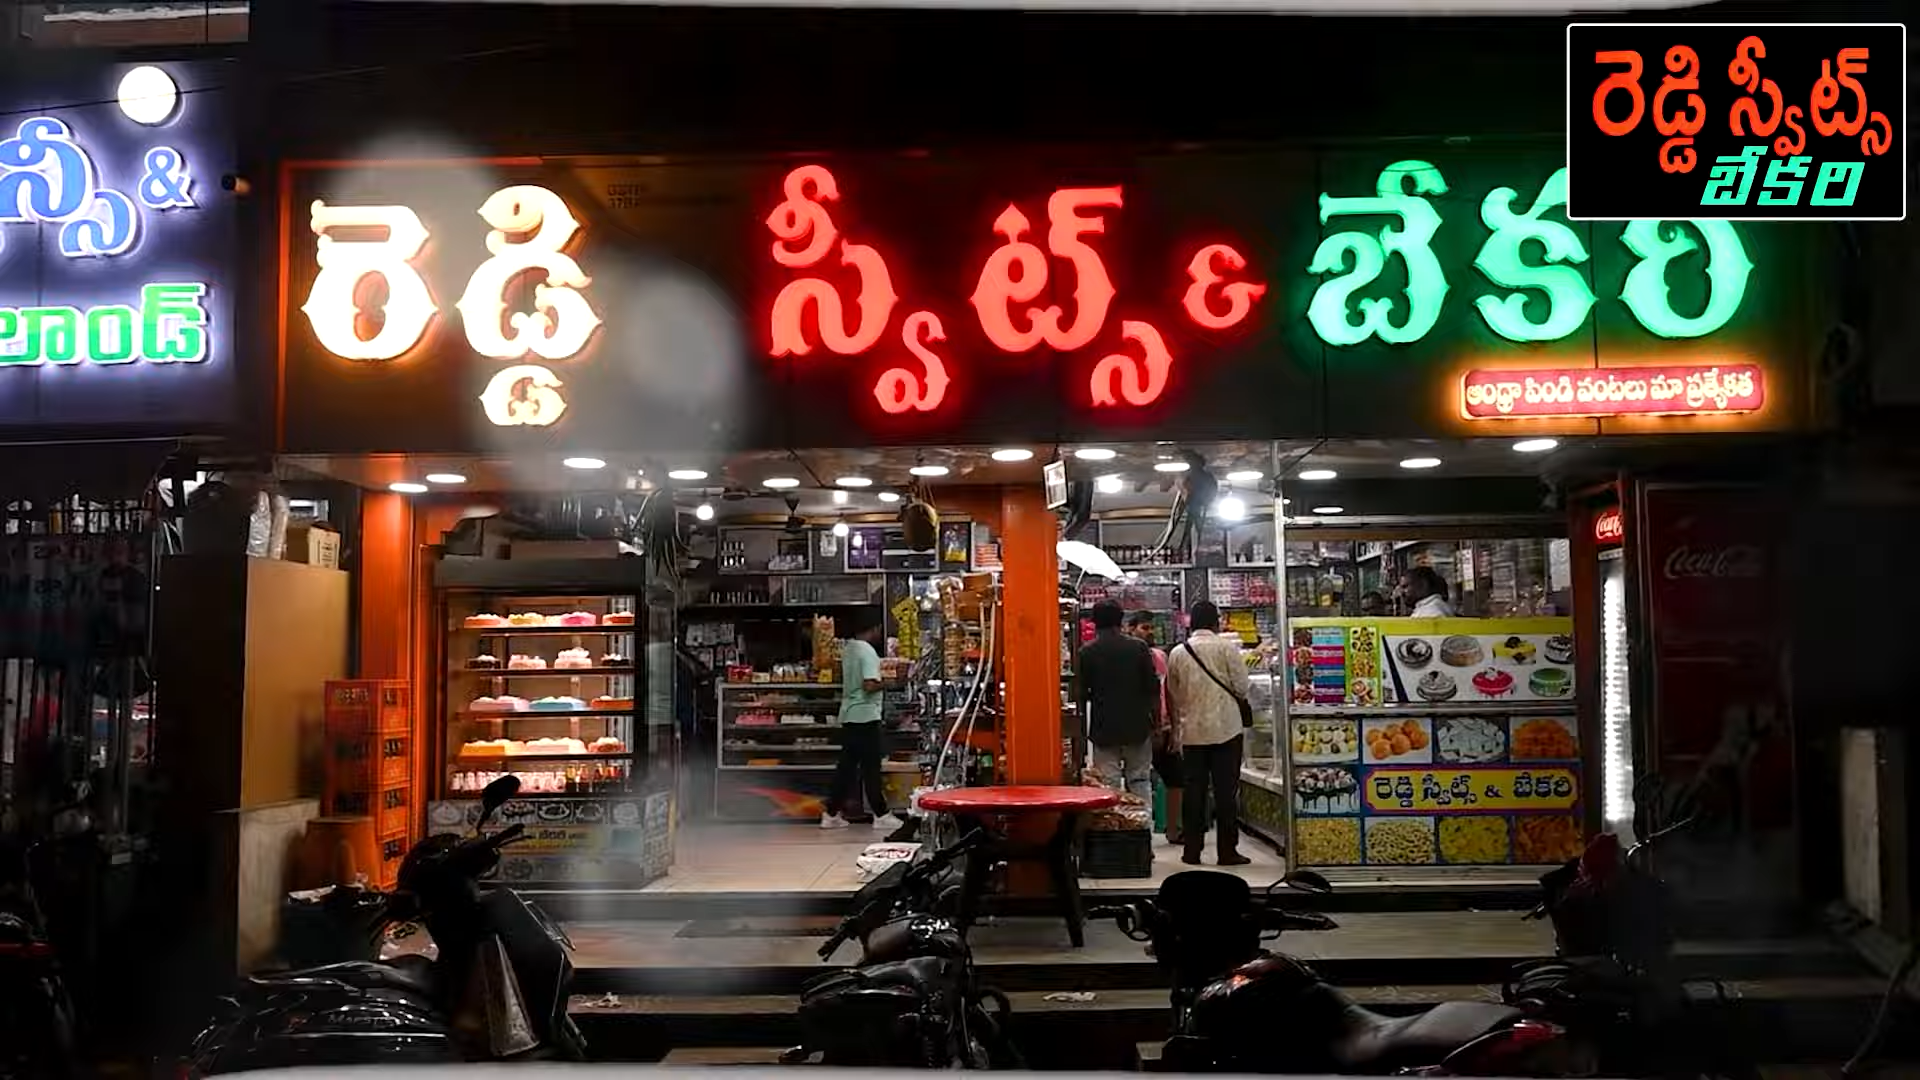 రెడ్డి స్వీట్స్
బేకరి
న్సీ &
లాండ్
రెడ్డి స్వీట్స్ & బేకరి
ఆంధ్రా పిండి వంటలు మా ప్రత్యేకత
Coca-Cola
రెడ్డి స్వీట్స్ & బేకరి